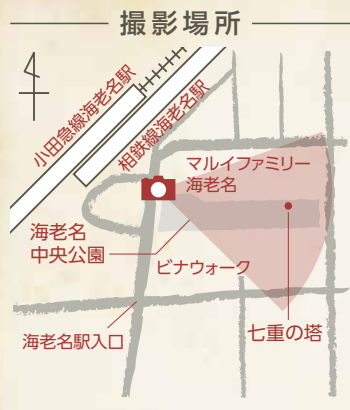 撮影場所
小田急線海老名駅
相鉄線海老名駅
マルイファミリー
海老名
海老名
中央公園
ビナウォーク
海老名駅入口
七重の塔